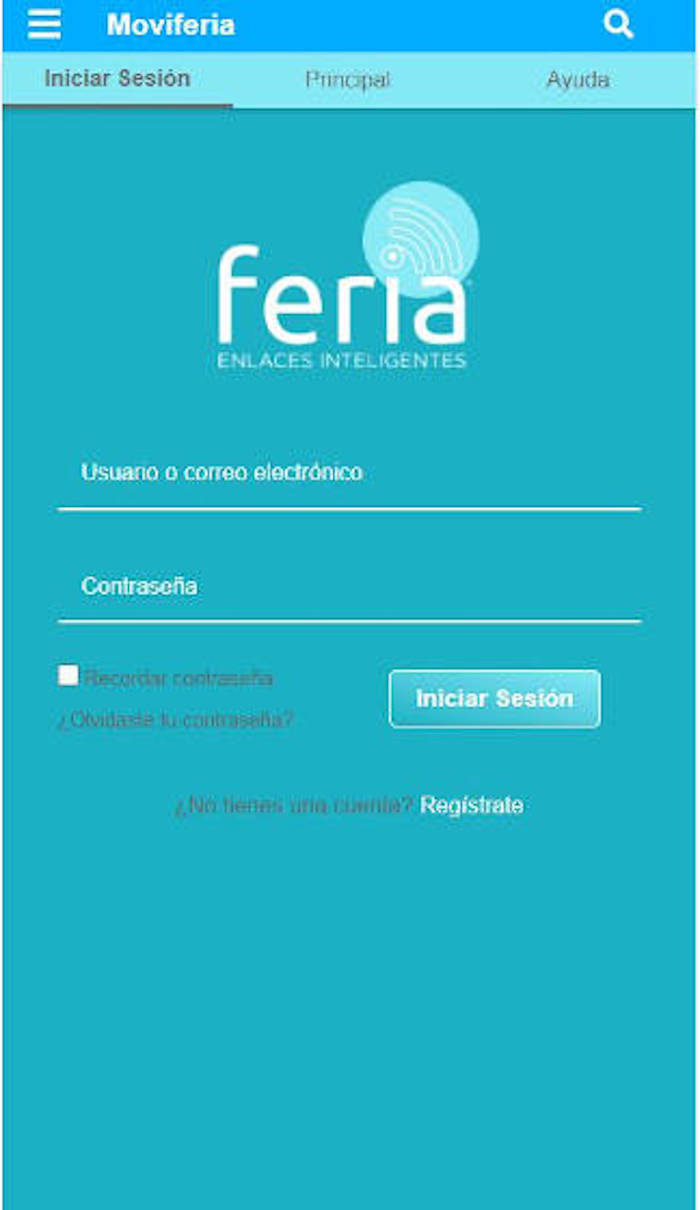 Moviferia
Iniciar Sesión Principal Ayuda
feria
ENLACES INTELIGENTES
Usuario o correo electrónico
Contraseña
Recordar contraseña
Iniciar Sesión
¿Olvidaste tu contraseña?
¿No tienes una cuenta? Regístrate